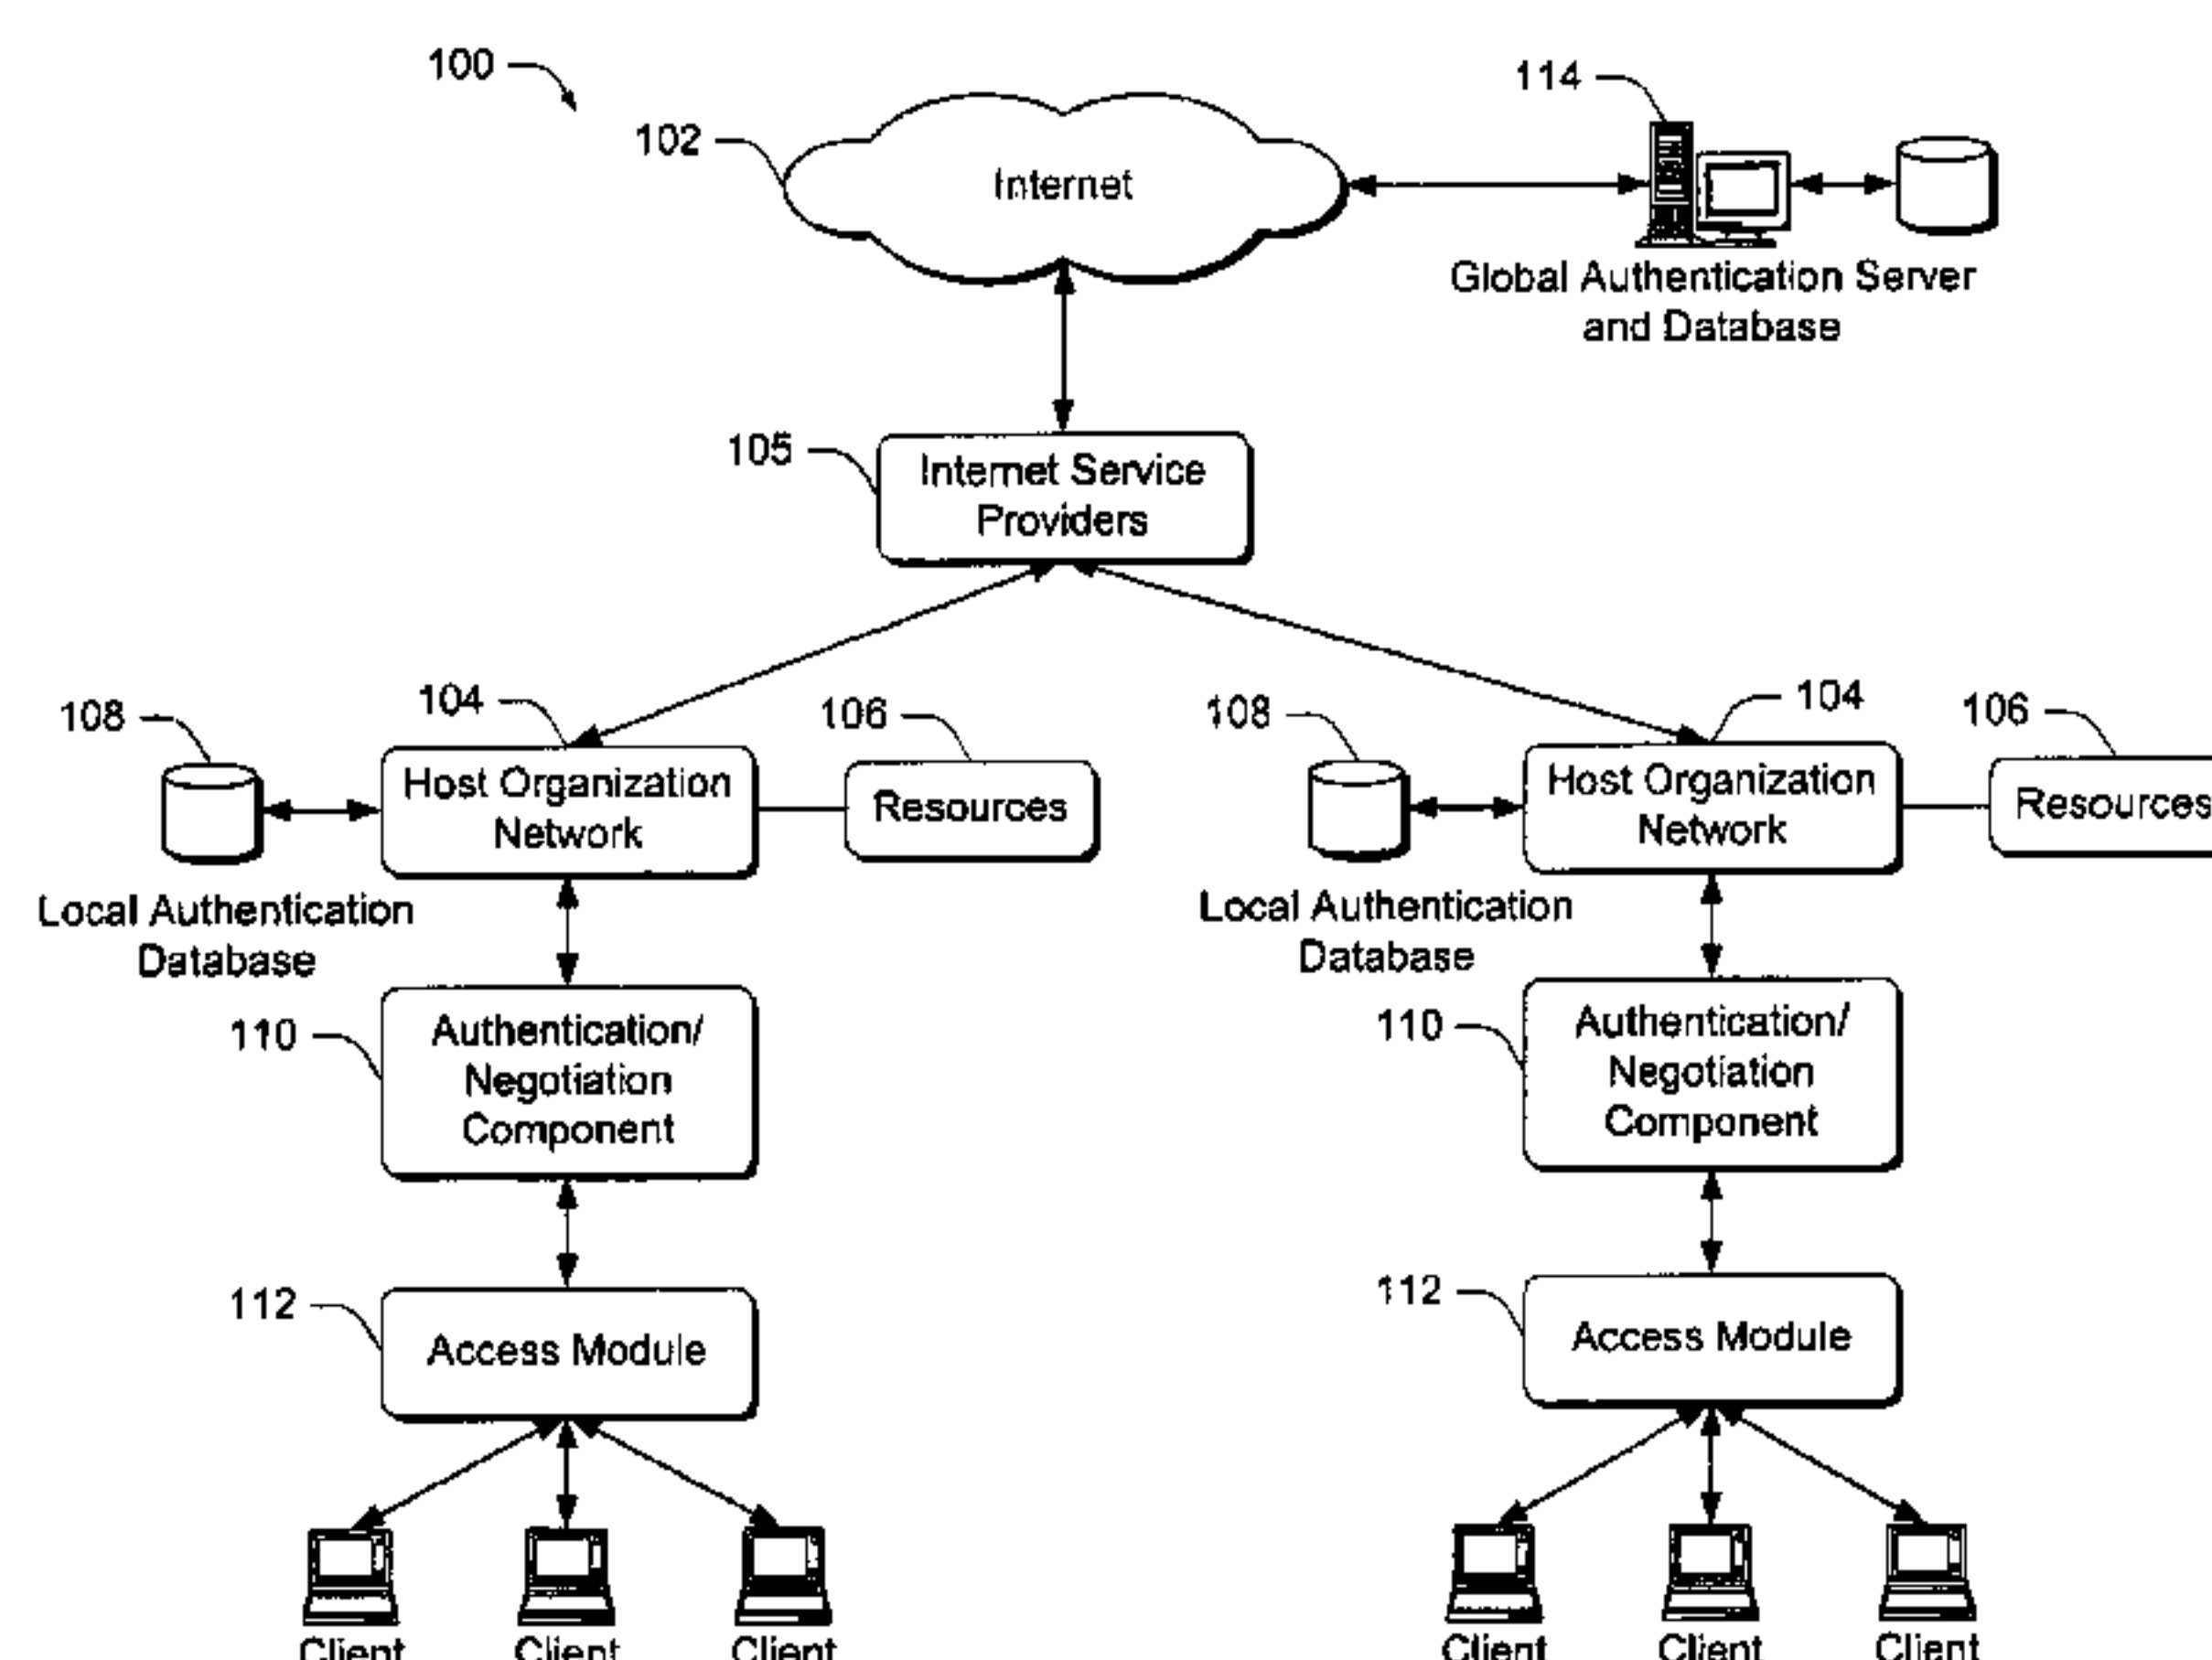 100
114
102
Internet
Global Authentication Server
and Database
105
Internet Service
Providers
108
104
106
Host Organization
Network
Resources
Local Authentication
Database
110
Authentication/
Negotiation
Component
112
Access Module
Client
Client
Client
108
104
106
Host Organization
Network
Resources
Local Authentication
Database
110
Authentication/
Negotiation
Component
112
Access Module
Client
Client
Client